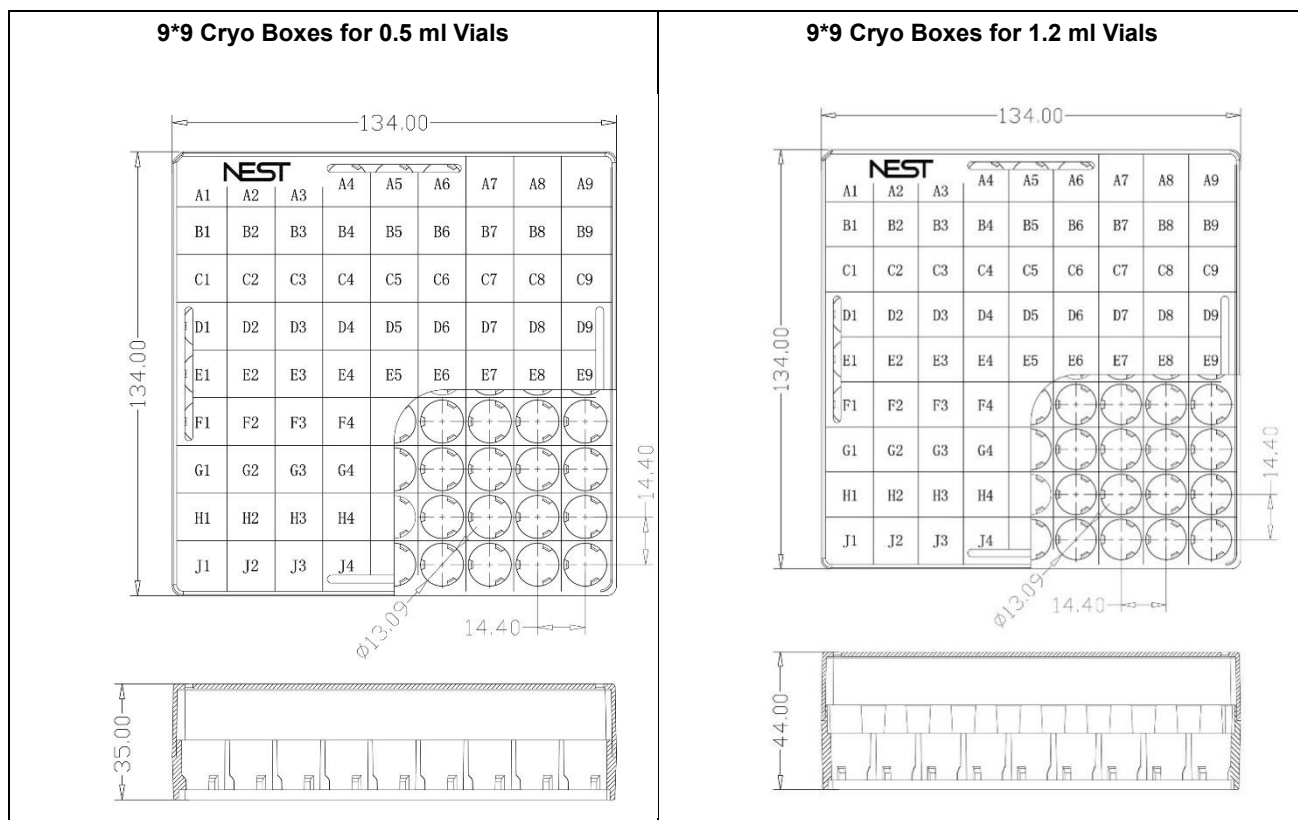 9*9 Cryo Boxes for 0.5 ml Vials
134.00
134.00
NEST
A1 A2 A3 A4 A5 A6 A7 A8 A9
B1 B2 B3 B4 B5 B6 B7 B8 B9
C1 C2 C3 C4 C5 C6 C7 C8 C9
D1 D2 D3 D4 D5 D6 D7 D8 D9
E1 E2 E3 E4 E5 E6 E7 E8 E9
F1 F2 F3 F4
G1 G2 G3 G4
H1 H2 H3 H4
J1 J2 J3 J4
14.40
ø13.09
14.40
35.00
9*9 Cryo Boxes for 1.2 ml Vials
134.00
134.00
NEST
A1 A2 A3 A4 A5 A6 A7 A8 A9
B1 B2 B3 B4 B5 B6 B7 B8 B9
C1 C2 C3 C4 C5 C6 C7 C8 C9
D1 D2 D3 D4 D5 D6 D7 D8 D9
E1 E2 E3 E4 E5 E6 E7 E8 E9
F1 F2 F3 F4
G1 G2 G3 G4
H1 H2 H3 H4
J1 J2 J3 J4
14.40
ø13.09
14.40
44.00